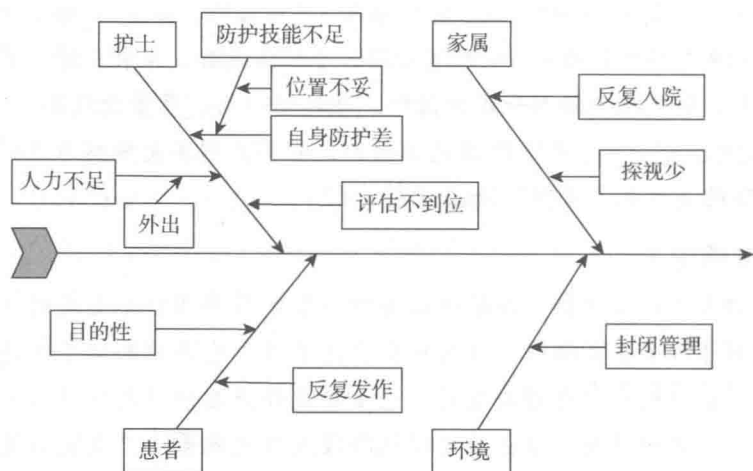 护士
防护技能不足
家属
位置不妥
反复入院
自身防护差
人力不足
探视少
外出
评估不到位
目的性
封闭管理
反复发作
患者
环境